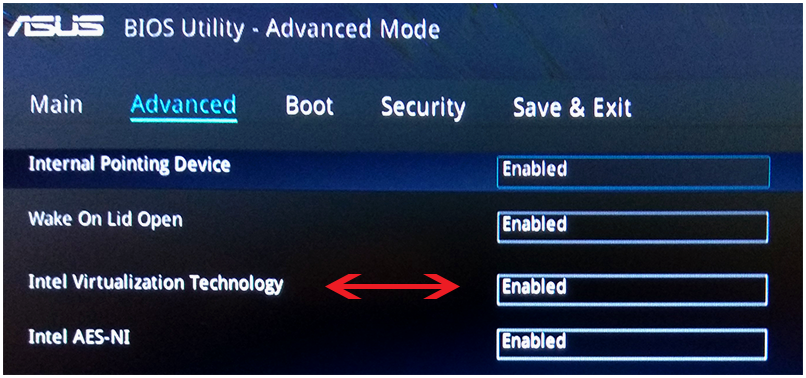 ASUS BIOS Utility - Advanced Mode
Main Advanced Boot Security Save & Exit
Internal Pointing Device Enabled
Wake On Lid Open Enabled
Intel Virtualization Technology Enabled
Intel AES-NI Enabled